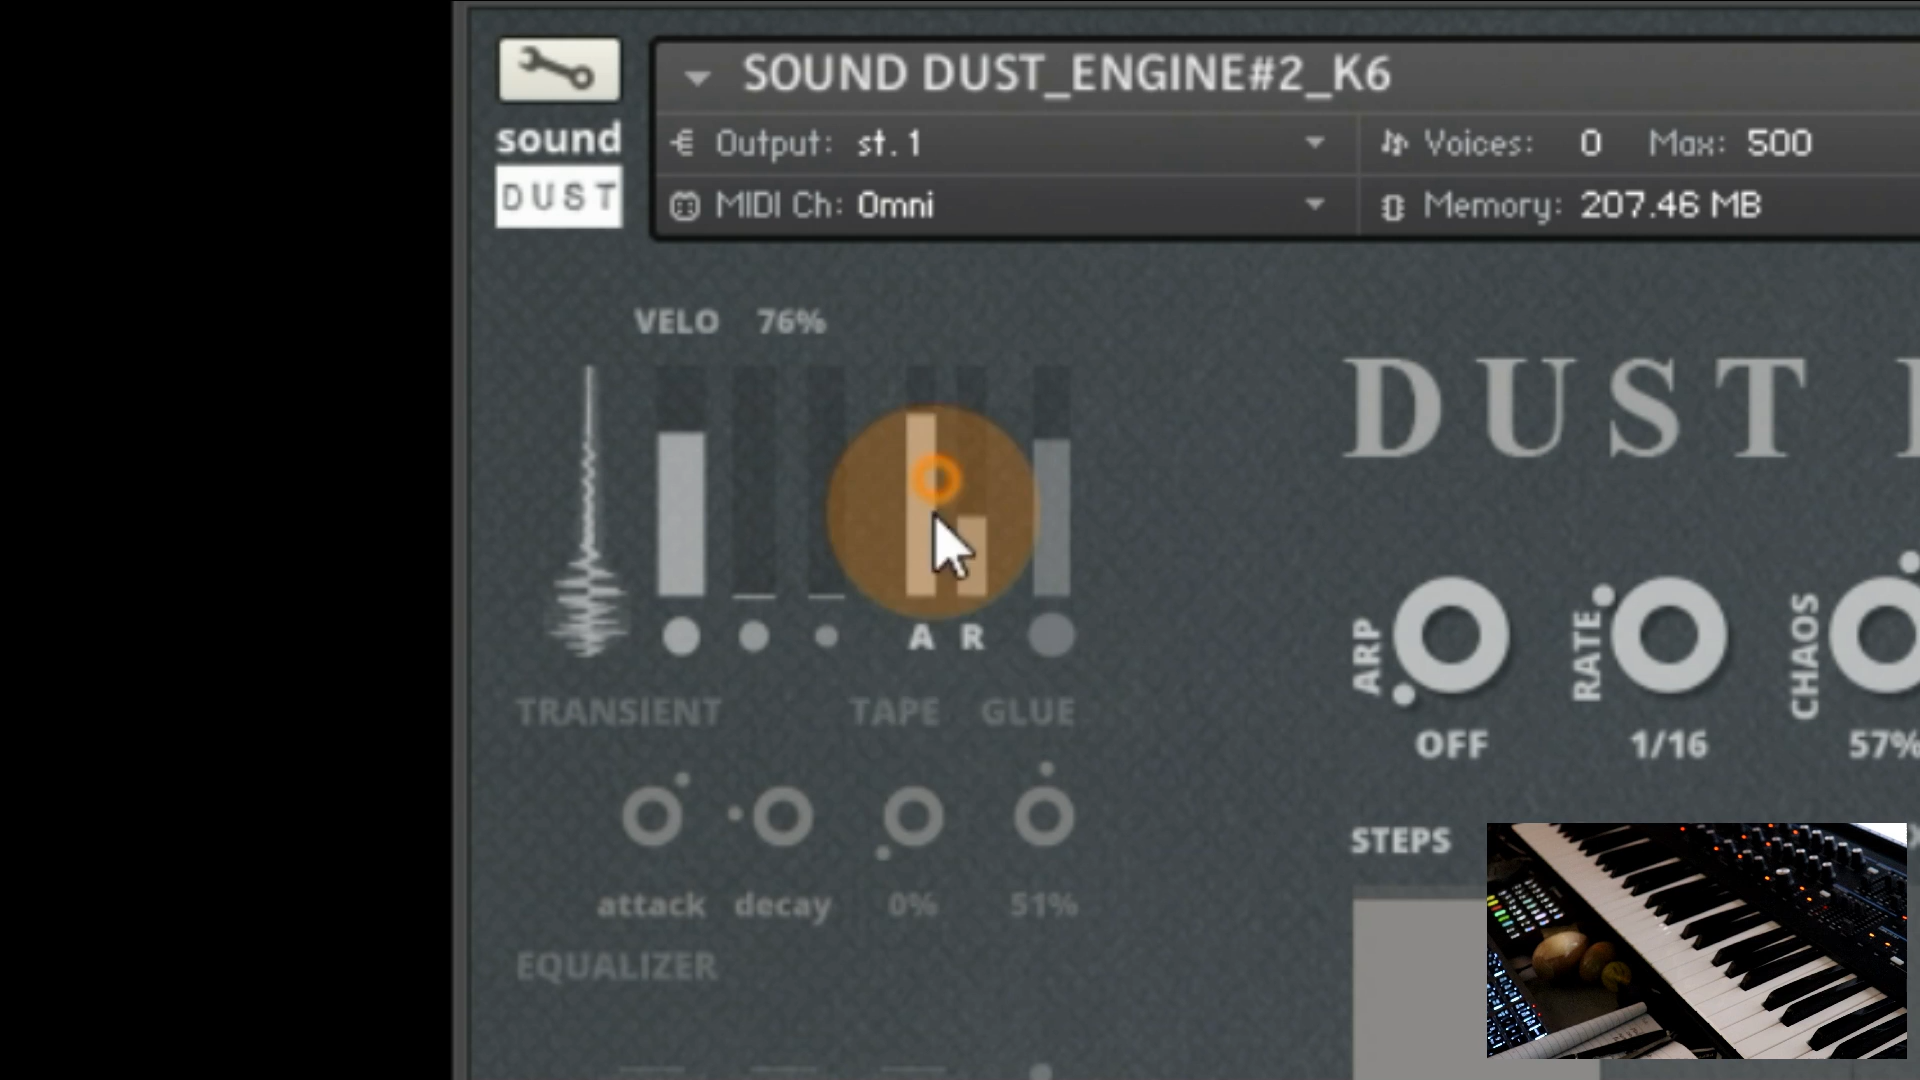 SOUND DUST_ENGINE#2_K6
sound
DUST
Output: st.1
Voices: 0 Max: 500
MIDI Ch: Omni
Memory: 207.46 MB
VELO 76%
DUST
A R
ARP
RATE
CHAOS
TRANSIENT TAPE GLUE
OFF 1/16 57%
STEPS
attack decay 0% 51%
EQUALIZER